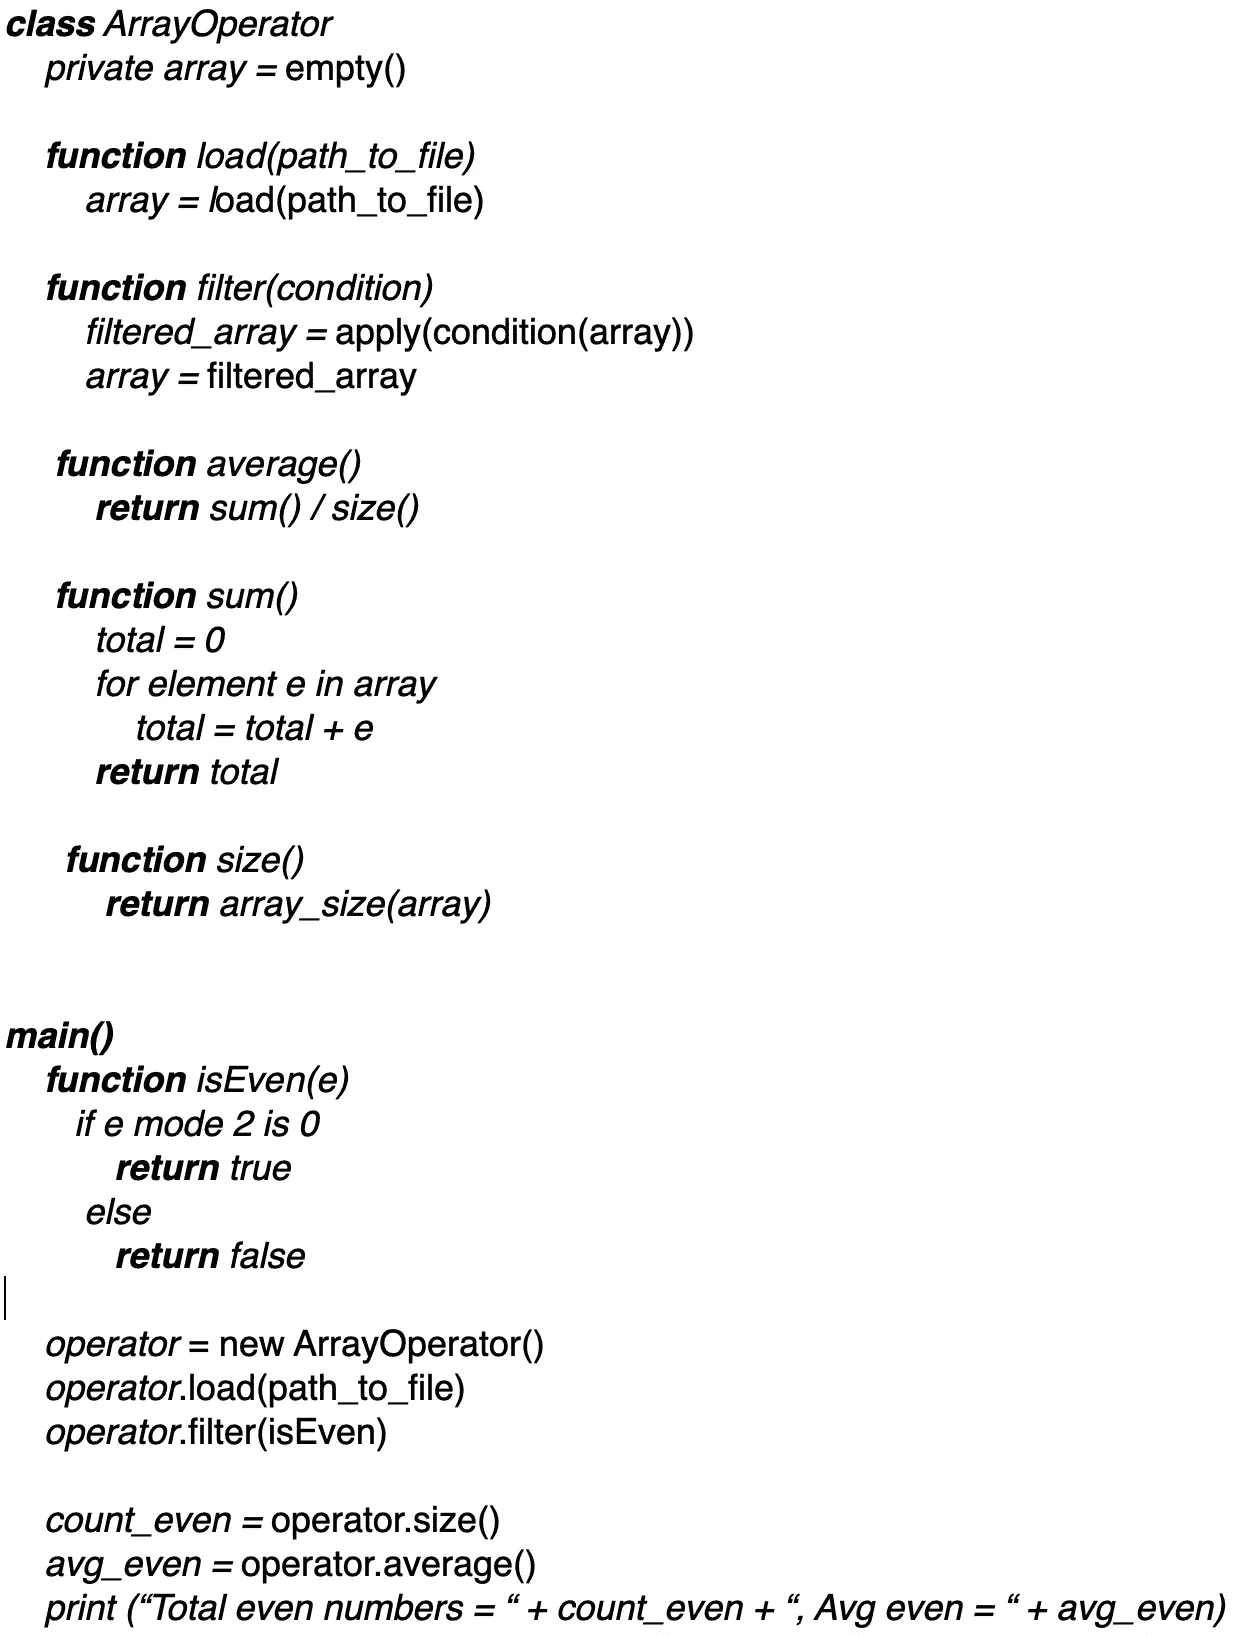 class ArrayOperator
private array = empty()
function load(path_to_file)
array = load(path_to_file)
function filter(condition)
filtered_array = apply(condition(array))
array = filtered_array
function average()
return sum() / size()
function sum()
total = 0
for element e in array
total = total + e
return total
function size()
return array_size(array)
main()
function isEven(e)
if e mode 2 is 0
return true
else
return false
operator = new ArrayOperator()
operator.load(path_to_file)
operator.filter(isEven)
count_even = operator.size()
avg_even = operator.average()
print (“Total even numbers = “ + count_even + “, Avg even = “ + avg_even)